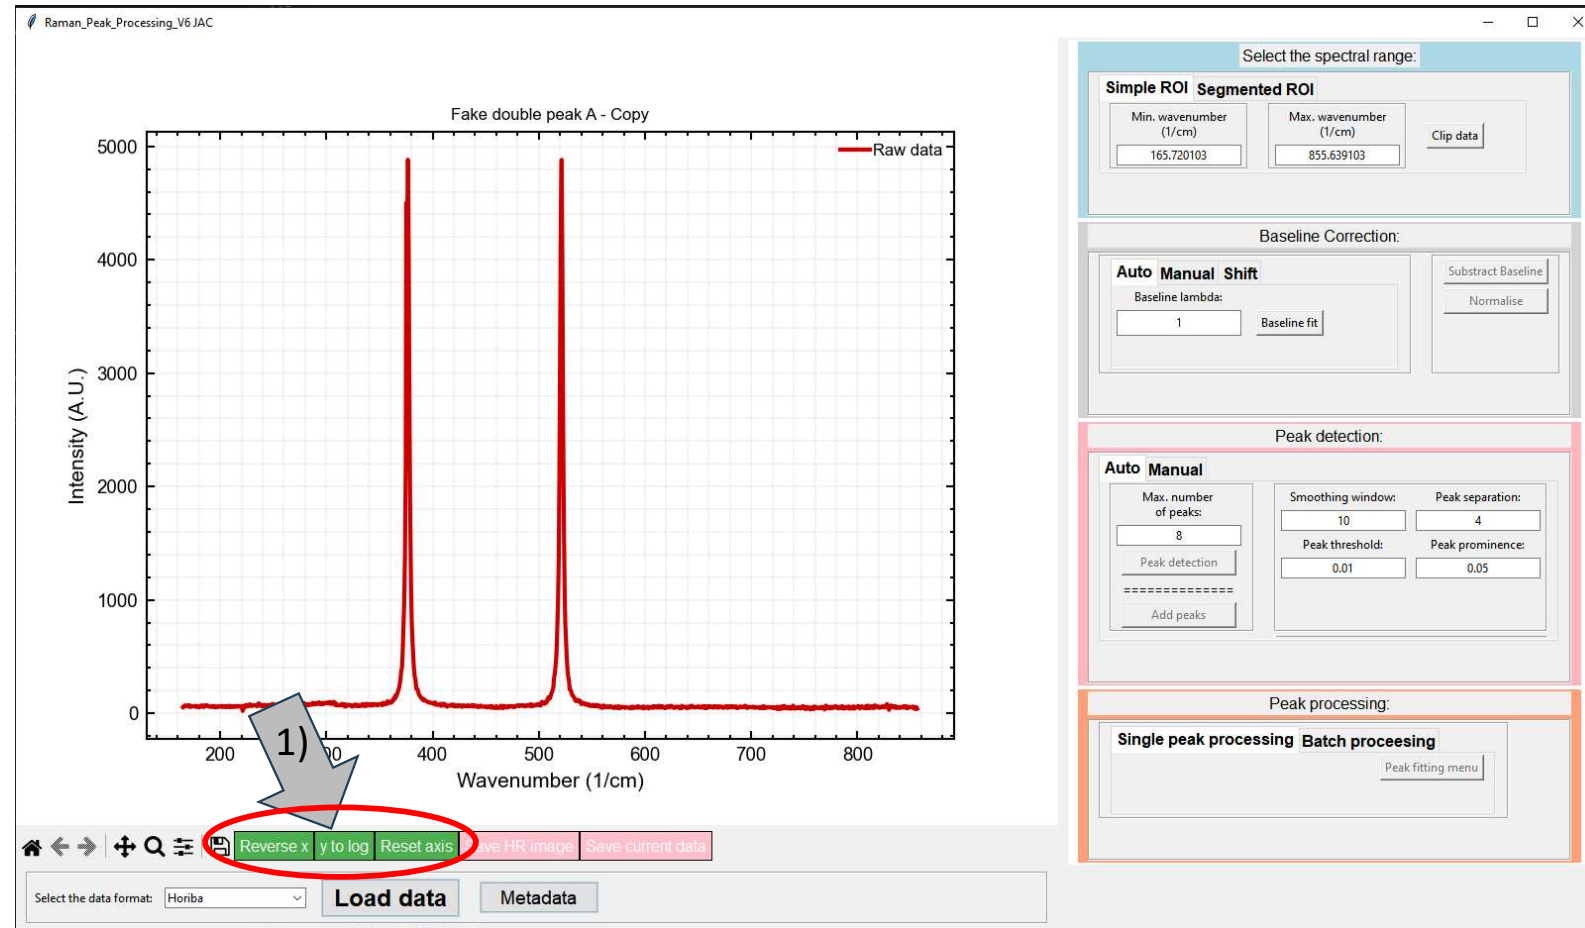 Raman_Peak_Processing_V6 JAC
Fake double peak A - Copy
Raw data
5000
4000
3000
2000
1000
0
Intensity (A.U.)
200
400
500
600
700
800
Wavenumber (1/cm)
1)
Reverse x
y to log
Reset axis
Save HR image
Save current data
Select the data format:
Horiba
Load data
Metadata
Select the spectral range:
Simple ROI
Segmented ROI
Min. wavenumber
(1/cm)
165.720103
Max. wavenumber
(1/cm)
855.639103
Clip data
Baseline Correction:
Auto
Manual
Shift
Baseline lambda:
1
Baseline fit
Substract Baseline
Normalise
Peak detection:
Auto
Manual
Max. number
of peaks:
8
Peak detection
==============
Add peaks
Smoothing window:
10
Peak separation:
4
Peak threshold:
0.01
Peak prominence:
0.05
Peak processing:
Single peak processing
Batch proceesing
Peak fitting menu